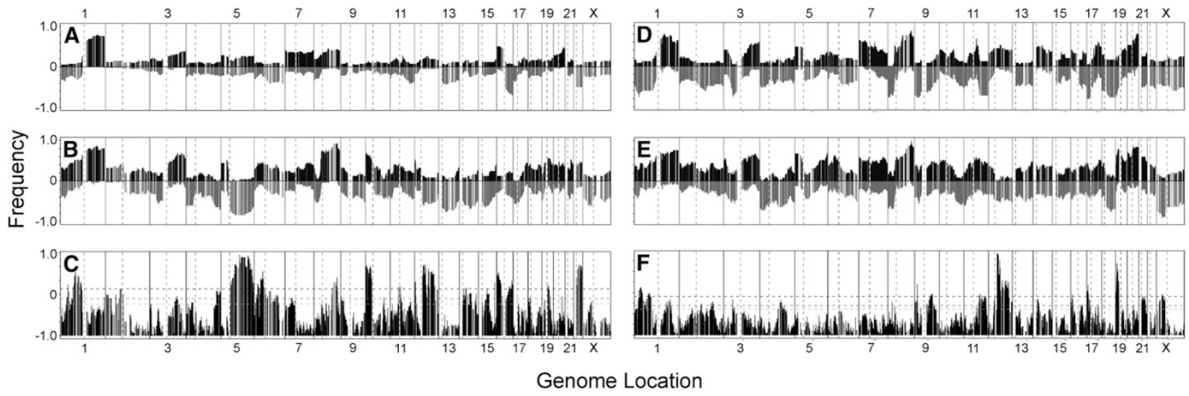 1 3 5 7 9 11 13 15 17 19 21 X 1 3 5 7 9 11 13 15 17 19 21 X
1.0 A D
0
-1.0
1.0 B E
0
-1.0
1.0 C F
0
-1.0
1 3 5 7 9 11 13 15 17 19 21 X 1 3 5 7 9 11 13 15 17 19 21 X
Frequency
Genome Location